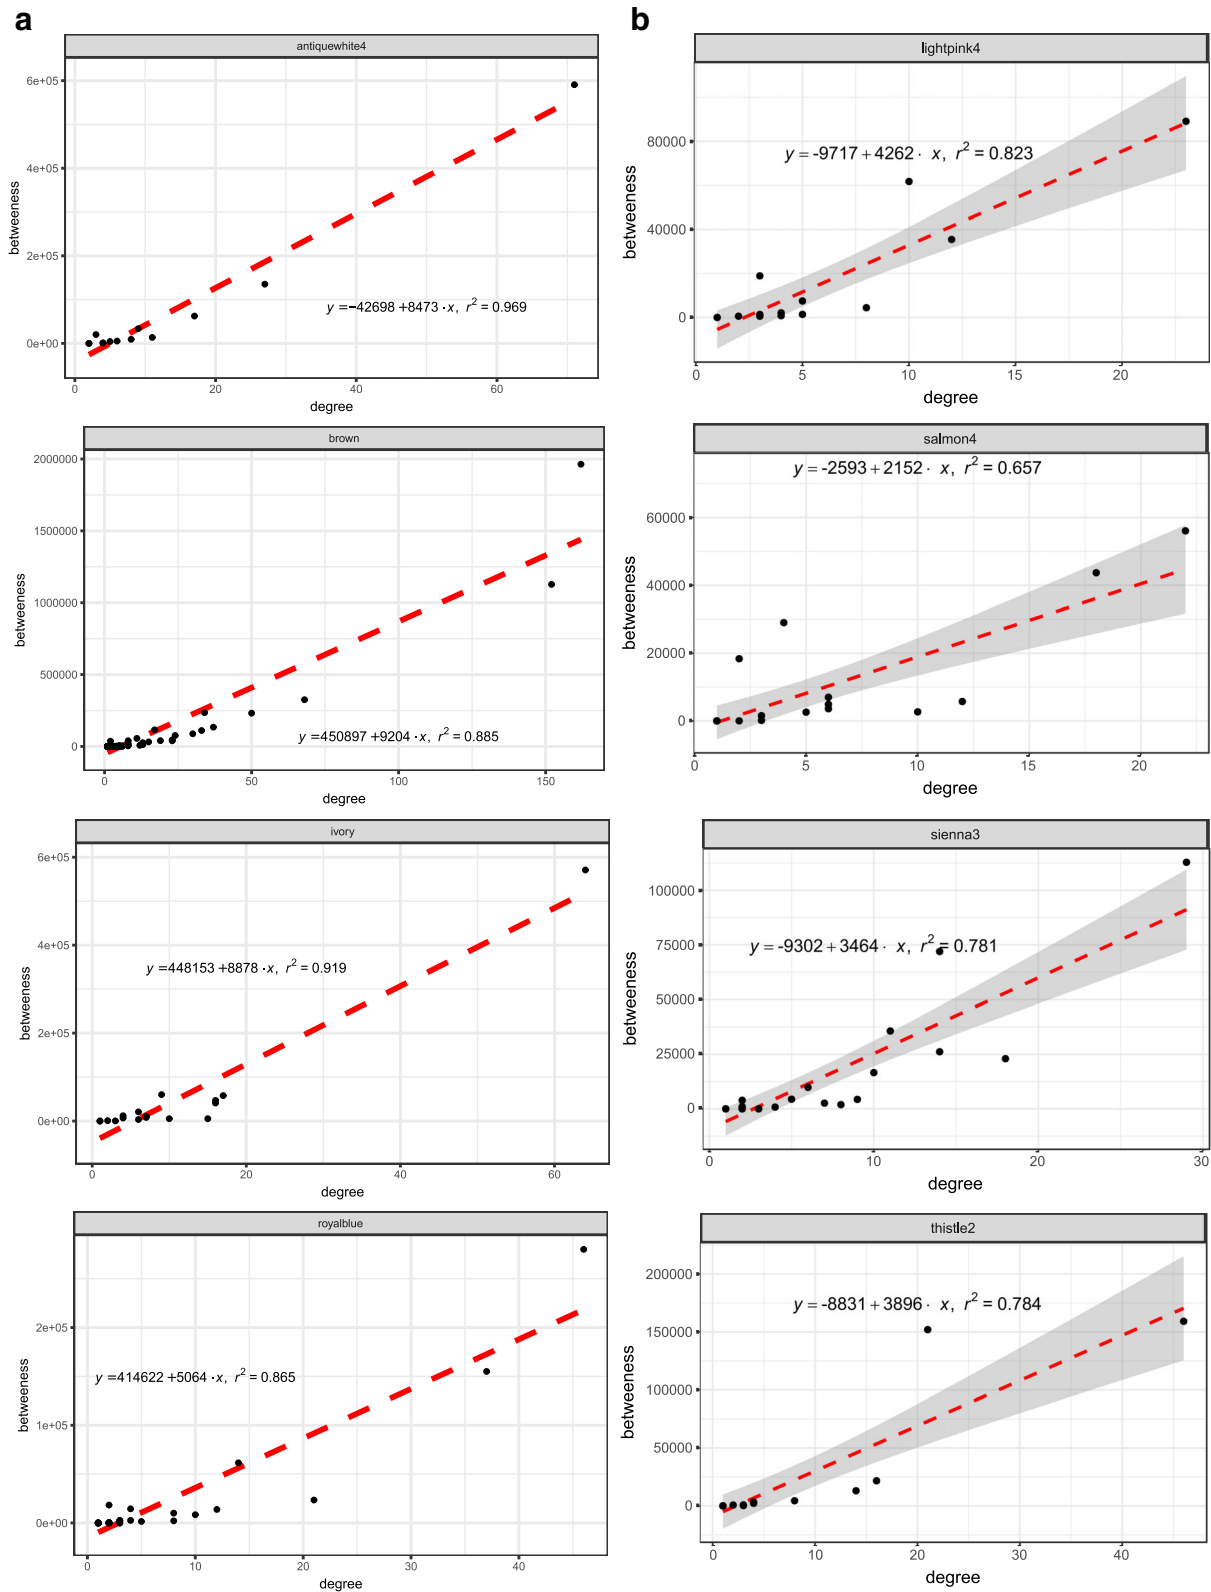 a
antiquewhite4
6e+05
4e+05
2e+05
0e+00
betweeness
y=−42698 +8473 ·x, r² = 0.969
0 20 40 60
degree
brown
2000000
1500000
1000000
500000
0
betweeness
y=450897 +9204 ·x, r² = 0.885
0 50 100 150
degree
ivory
6e+05
4e+05
2e+05
0e+00
betweeness
y=448153 +8878 ·x, r² = 0.919
0 20 40 60
degree
royalblue
2e+05
1e+05
0e+00
betweeness
y=414622 +5064 ·x, r² = 0.865
0 10 20 30 40
degree
b
lightpink4
80000
40000
0
betweeness
y = -9717 + 4262 · x, r² = 0.823
0 5 10 15 20
degree
salmon4
y = -2593 + 2152 · x, r² = 0.657
60000
40000
20000
0
betweeness
0 5 10 15 20
degree
sienna3
100000
75000
50000
25000
0
betweeness
y = -9302 + 3464 · x, r² = 0.781
0 10 20 30
degree
thistle2
200000
150000
100000
50000
0
betweeness
y = -8831 + 3896 · x, r² = 0.784
0 10 20 30 40
degree